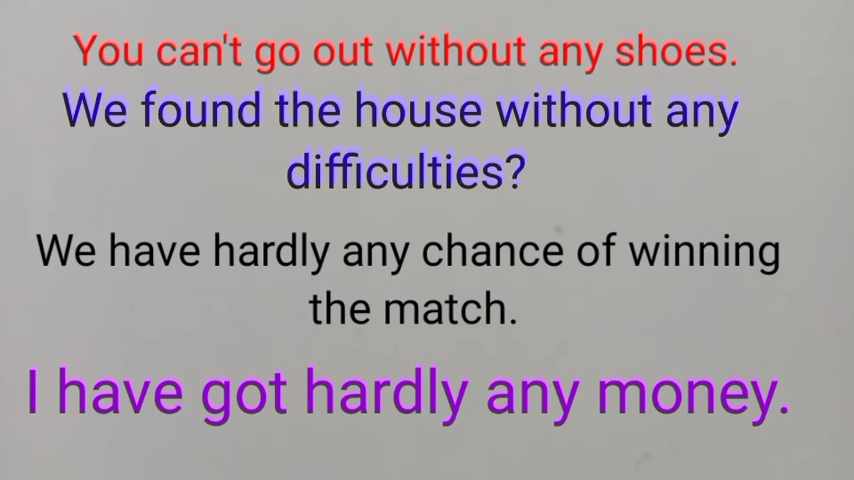 You can't go out without any shoes.
We found the house without any
difficulties?
We have hardly any chance of winning
the match.
I have got hardly any money.